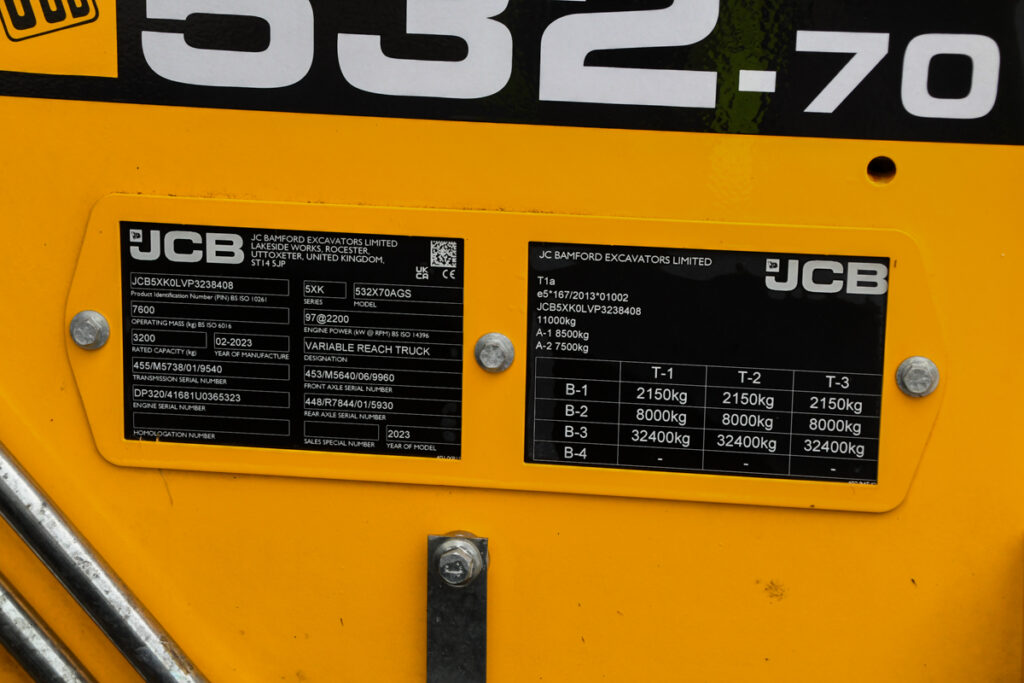 JCB
532-70
JCB
JC BAMFORD EXCAVATORS LIMITED
LAKESIDE WORKS, ROCESTER,
UTTOXETER, UNITED KINGDOM,
ST14 5JP
UK
CA
CE
JCB5XK0LVP3238408
Product Identification Number (PIN) BS ISO 10261
7600
OPERATING MASS (kg) BS ISO 6016
3200
RATED CAPACITY (kg)
02-2023
YEAR OF MANUFACTURE
455/M5738/01/9540
TRANSMISSION SERIAL NUMBER
DP320/41681U0365323
ENGINE SERIAL NUMBER
HOMOLOGATION NUMBER
5XK
SERIES
532X70AGS
MODEL
97@2200
ENGINE POWER (kW @ RPM) BS ISO 14396
VARIABLE REACH TRUCK
DESIGNATION
453/M5640/06/9960
FRONT AXLE SERIAL NUMBER
448/R7844/01/5930
REAR AXLE SERIAL NUMBER
SALES SPECIAL NUMBER
2023
YEAR OF MODEL
JC BAMFORD EXCAVATORS LIMITED
JCB
T1a
e5*167/2013*01002
JCB5XK0LVP3238408
11000kg
A-1 8500kg
A-2 7500kg
T-1 T-2 T-3
B-1 2150kg 2150kg 2150kg
B-2 8000kg 8000kg 8000kg
B-3 32400kg 32400kg 32400kg
B-4 - - -